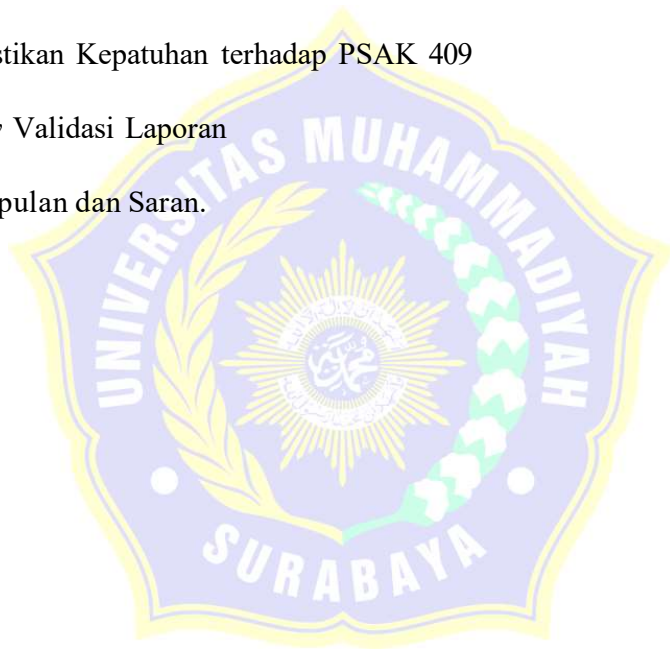 stikan Kepatuhan terhadap PSAK 409
Validasi Laporan
pulan dan Saran.
UNIVERSITAS MUHAMMADIYAH
SURABAYA